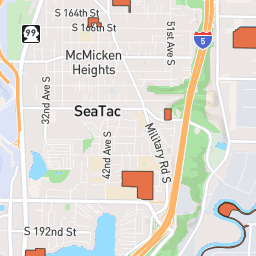 S 164th St
99
S 166th St
51st Ave S
5
McMicken
Heights
32nd Ave S
SeaTac
Military Rd S
42nd Ave S
S 192nd St